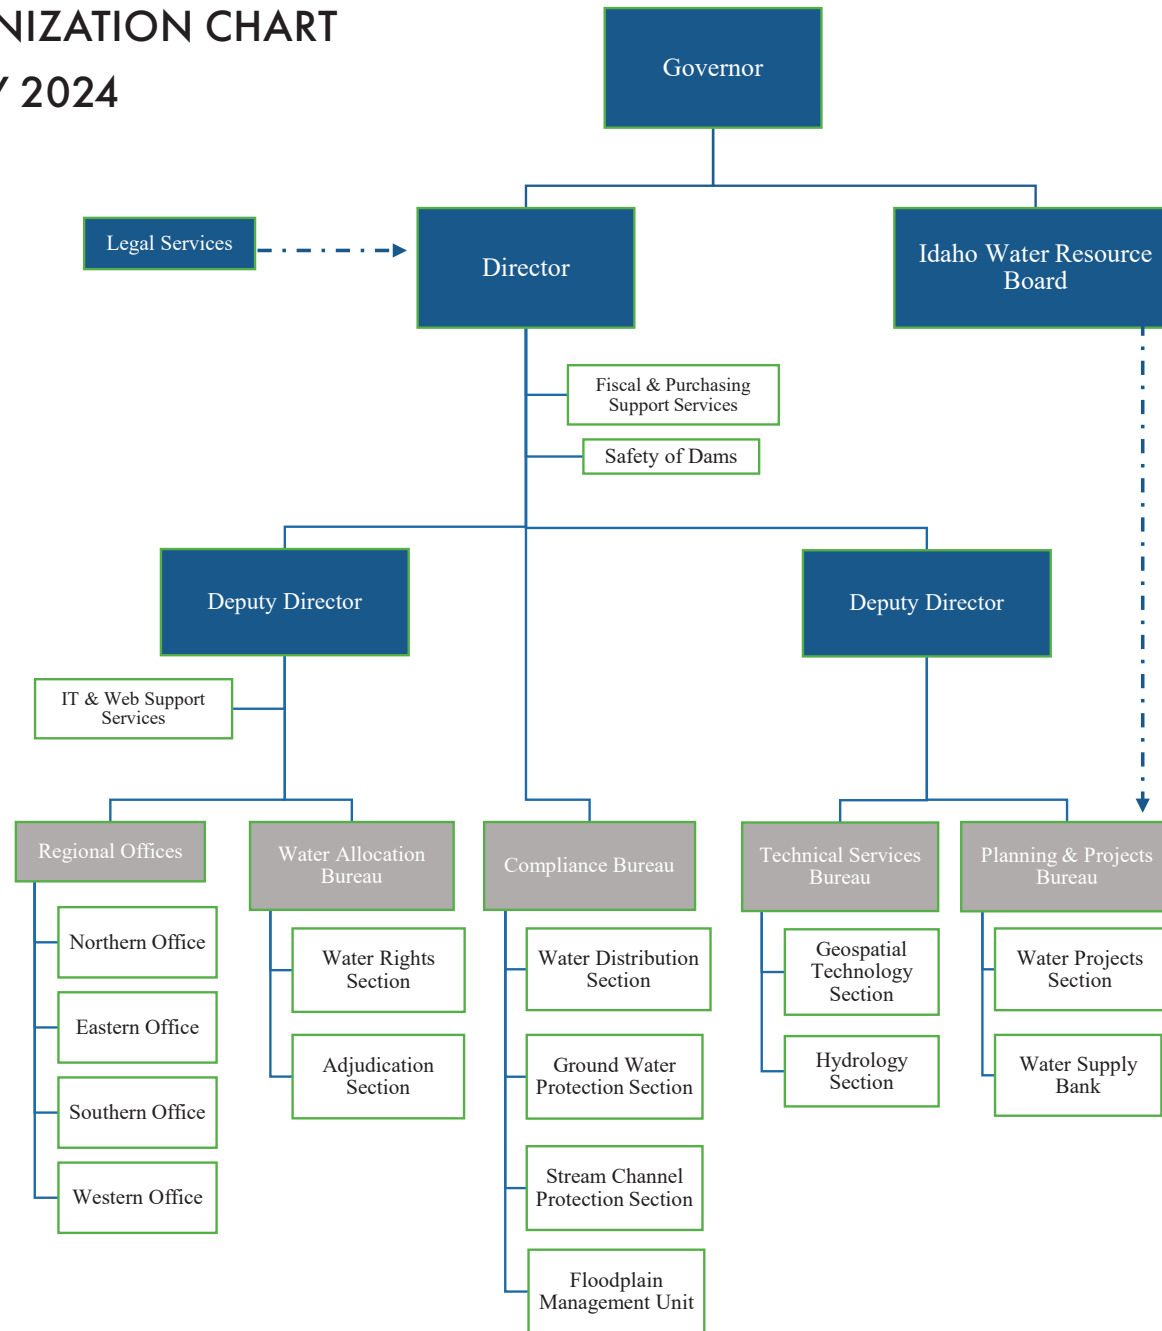 NIZATION CHART
Y 2024
Governor
Legal Services
Director
Idaho Water Resource
Board
Fiscal & Purchasing
Support Services
Safety of Dams
Deputy Director
Deputy Director
IT & Web Support
Services
Regional Offices
Northern Office
Eastern Office
Southern Office
Western Office
Water Allocation
Bureau
Water Rights
Section
Adjudication
Section
Compliance Bureau
Water Distribution
Section
Ground Water
Protection Section
Stream Channel
Protection Section
Floodplain
Management Unit
Technical Services
Bureau
Geospatial
Technology
Section
Hydrology
Section
Planning & Projects
Bureau
Water Projects
Section
Water Supply
Bank